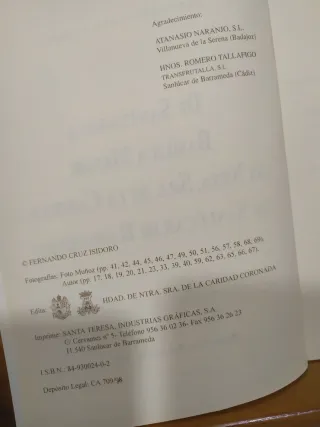 Agradecimiento:
ATANASIO NARANJO, S.L.
Villanueva de la Serena (Badajoz)
HNOS. ROMERO TALLAFIGO
TRANSFRUTALLA, S.L.
Sanlúcar de Barrameda (Cádiz)
© FERNANDO CRUZ ISIDORO
Fotografías: Foto Muñoz (pp. 41, 42, 44, 45, 46, 47, 49, 50, 51, 56, 57, 58, 68, 69)
Autor (pp. 17, 18, 19, 20, 21, 23, 33, 39, 40, 59, 62, 63, 65, 66, 67).
Edita: HDAD. DE NTRA. SRA. DE LA CARIDAD CORONADA
Imprime: SANTA TERESA, INDUSTRIAS GRÁFICAS, S.A
C/. Cervantes nº 5- Teléfono 956 36 02 36- Fax 956 36 26 23
11 540 Sanlúcar de Barrameda
I.S.B.N.: 84-930024-0-2
Depósito Legal: CA 709/98